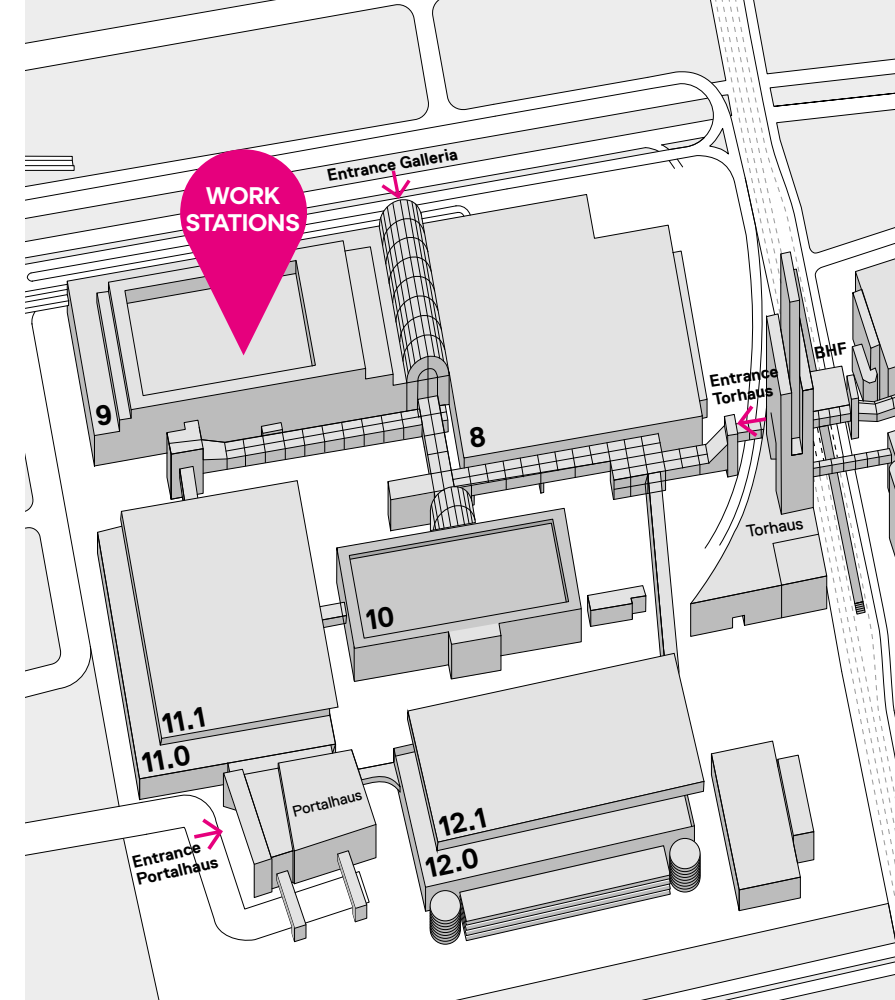 Entrance Galleria
WORK
STATIONS
BHF
Entrance
Torhaus
9
8
Torhaus
10
11.1
11.0
Portalhaus
12.1
12.0
Entrance
Portalhaus